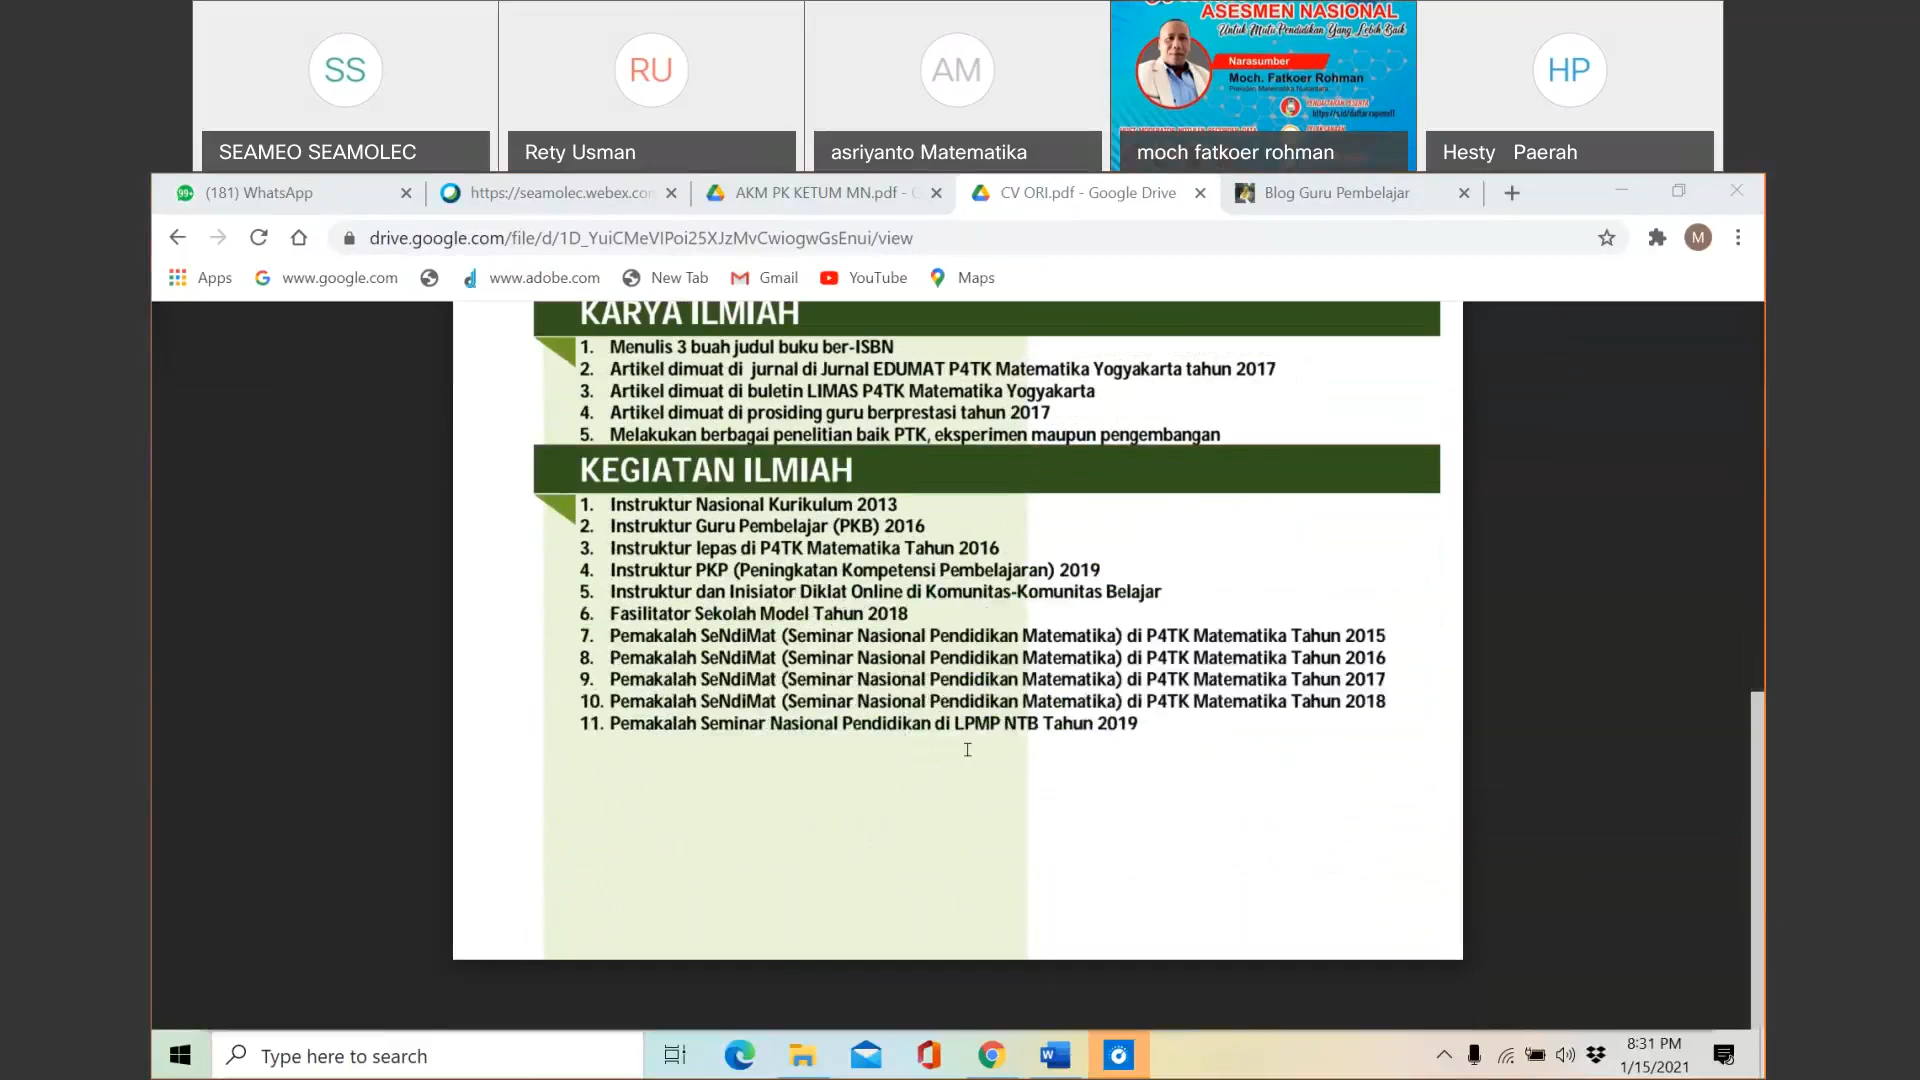 ASESMEN NASIONAL
Untuk Mutu Pendidikan Yang Lebih Baik
Narasumber
Moch. Fatkoer Rohman
Presiden Matematika Nusantara
SS
RU
AM
HP
SEAMEO SEAMOLEC
Rety Usman
asriyanto Matematika
moch fatkoer rohman
Hesty Paerah
99+
(181) WhatsApp
https://seamolec.webex.co
AKM PK KETUM MN.pdf -
CV ORI.pdf - Google Drive
Blog Guru Pembelajar
drive.google.com/file/d/1D_YuiCMeVIPoi25XJzMvCwiogwGsEnui/view
M
Apps
www.google.com
www.adobe.com
New Tab
Gmail
YouTube
Maps
KARYA ILMIAH
1. Menulis 3 buah judul buku ber-ISBN
2. Artikel dimuat di jurnal di Jurnal EDUMAT P4TK Matematika Yogyakarta tahun 2017
3. Artikel dimuat di buletin LIMAS P4TK Matematika Yogyakarta
4. Artikel dimuat di prosiding guru berprestasi tahun 2017
5. Melakukan berbagai penelitian baik PTK, eksperimen maupun pengembangan
KEGIATAN ILMIAH
1. Instruktur Nasional Kurikulum 2013
2. Instruktur Guru Pembelajar (PKB) 2016
3. Instruktur lepas di P4TK Matematika Tahun 2016
4. Instruktur PKP (Peningkatan Kompetensi Pembelajaran) 2019
5. Instruktur dan Inisiator Diklat Online di Komunitas-Komunitas Belajar
6. Fasilitator Sekolah Model Tahun 2018
7. Pemakalah SeNdiMat (Seminar Nasional Pendidikan Matematika) di P4TK Matematika Tahun 2015
8. Pemakalah SeNdiMat (Seminar Nasional Pendidikan Matematika) di P4TK Matematika Tahun 2016
9. Pemakalah SeNdiMat (Seminar Nasional Pendidikan Matematika) di P4TK Matematika Tahun 2017
10. Pemakalah SeNdiMat (Seminar Nasional Pendidikan Matematika) di P4TK Matematika Tahun 2018
11. Pemakalah Seminar Nasional Pendidikan di LPMP NTB Tahun 2019
Type here to search
8:31 PM
1/15/2021